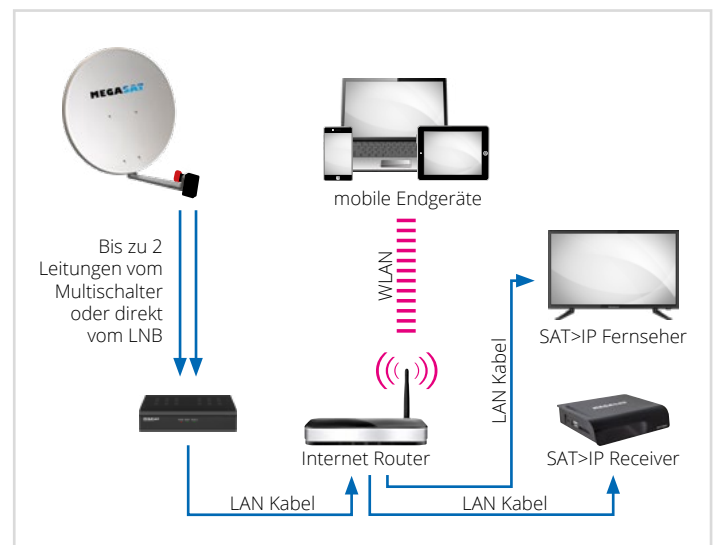 MEGASAT
mobile Endgeräte
Bis zu 2
Leitungen vom
Multischalter
oder direkt
vom LNB
WLAN
LAN Kabel
SAT>IP Fernseher
Internet Router
MEGASAT
SAT>IP Receiver
LAN Kabel
LAN Kabel